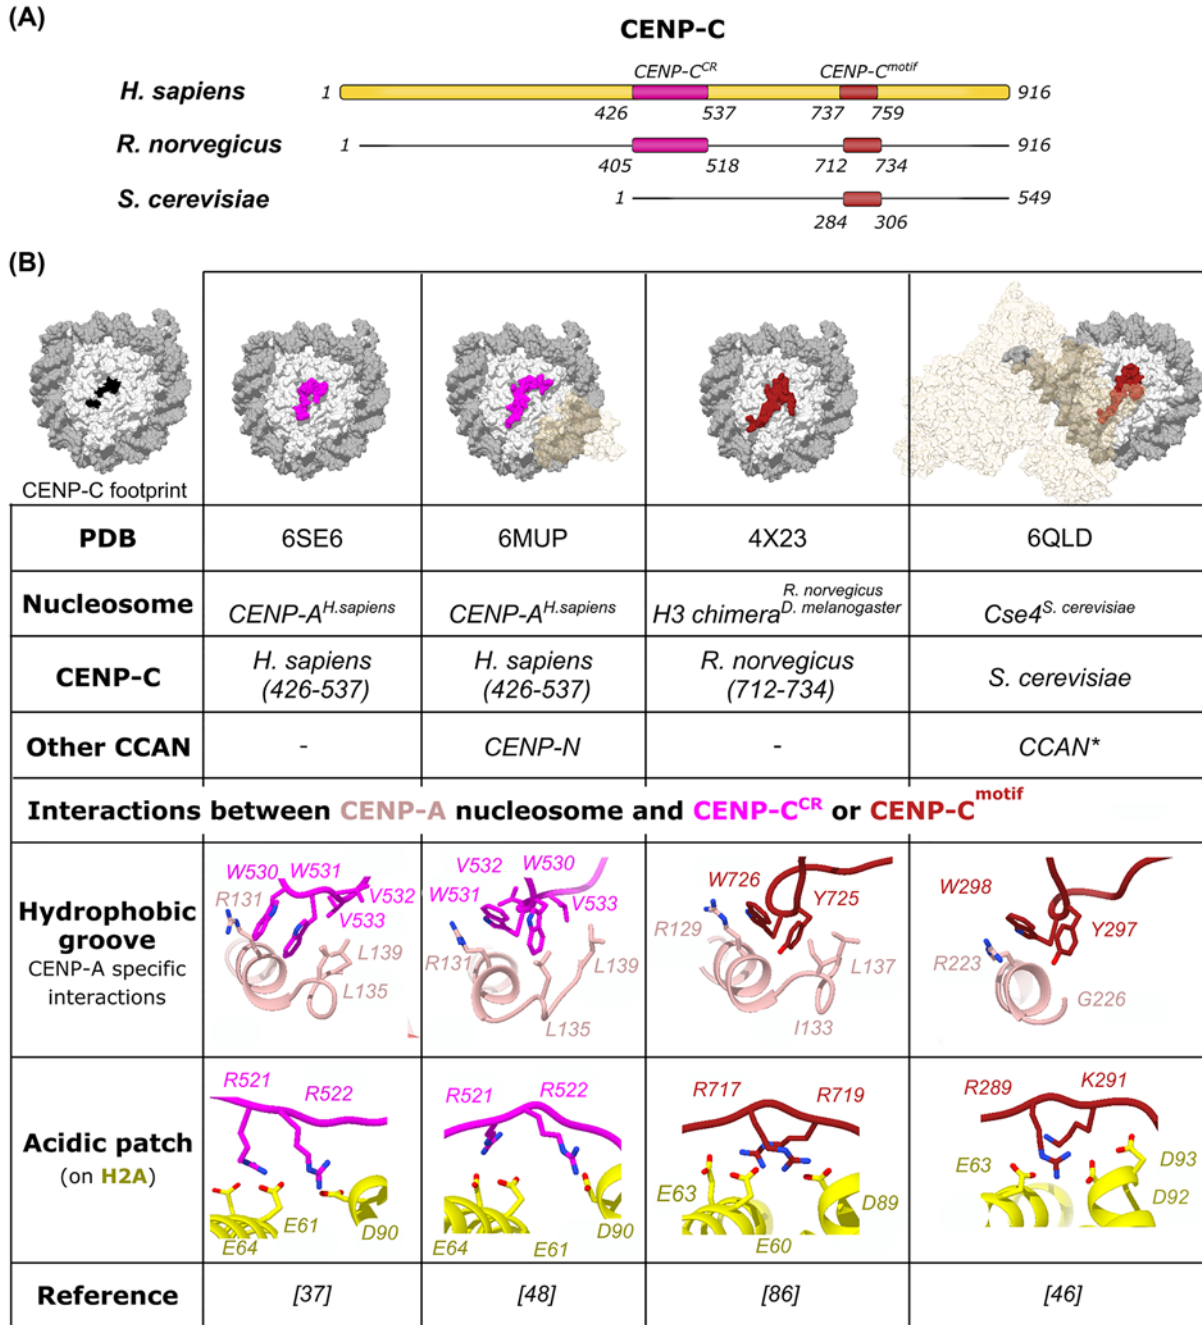 (A)
CENP-C
CENP-C^CR CENP-C^motif
H. sapiens 1 916
426 537 737 759
R. norvegicus 1 916
405 518 712 734
S. cerevisiae 1 549
284 306
(B)
CENP-C footprint
PDB 6SE6 6MUP 4X23 6QLD
Nucleosome CENP-A^H.sapiens CENP-A^H.sapiens H3 chimera^R. norvegicus D. melanogaster Cse4^S. cerevisiae
CENP-C H. sapiens (426-537) H. sapiens (426-537) R. norvegicus (712-734) S. cerevisiae
Other CCAN - CENP-N - CCAN*
Interactions between CENP-A nucleosome and CENP-C^CR or CENP-C^motif
Hydrophobic
groove
CENP-A specific
interactions
W530 W531
R131 V532
V533
L139
L135
V532 W530
W531 V533
R131 L139
L135
W726 Y725
R129 L137
I133
W298
Y297
R223
G226
Acidic patch
(on H2A)
R521
R522
E61
D90
E64
R521 R522
D90
E64 E61
R717 R719
E63 D89
E60
R289 K291
E63 D93
D92
Reference [37] [48] [86] [46]